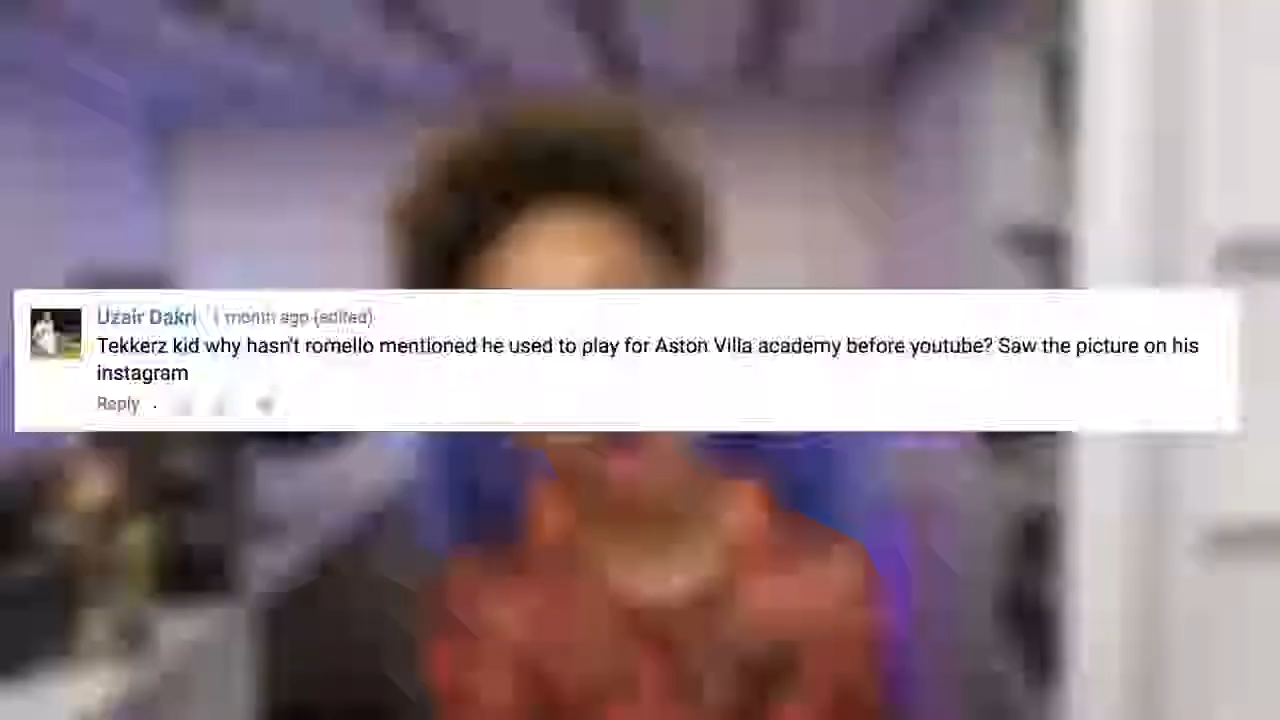 Uzair Dakri 1 month ago (edited)
Tekkerz kid why hasn't romello mentioned he used to play for Aston Villa academy before youtube? Saw the picture on his
instagram
Reply